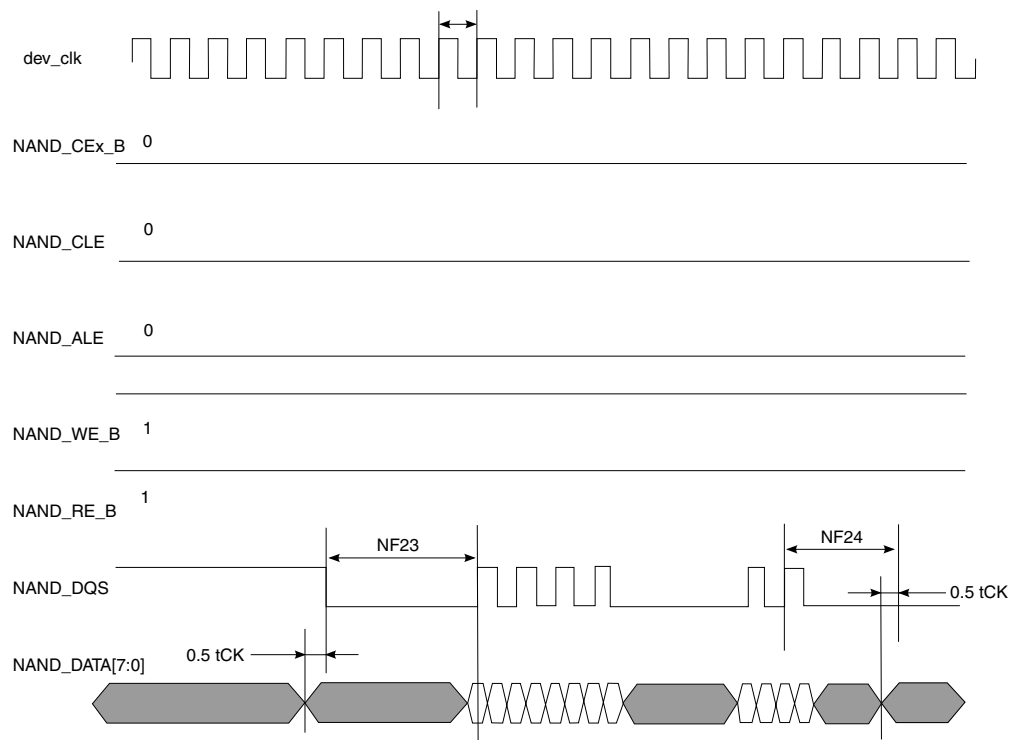 dev_clk
NAND_CEx_B 0
NAND_CLE 0
NAND_ALE 0
NAND_WE_B 1
NAND_RE_B 1
NF23
NF24
NAND_DQS
0.5 tCK
NAND_DATA[7:0]
0.5 tCK